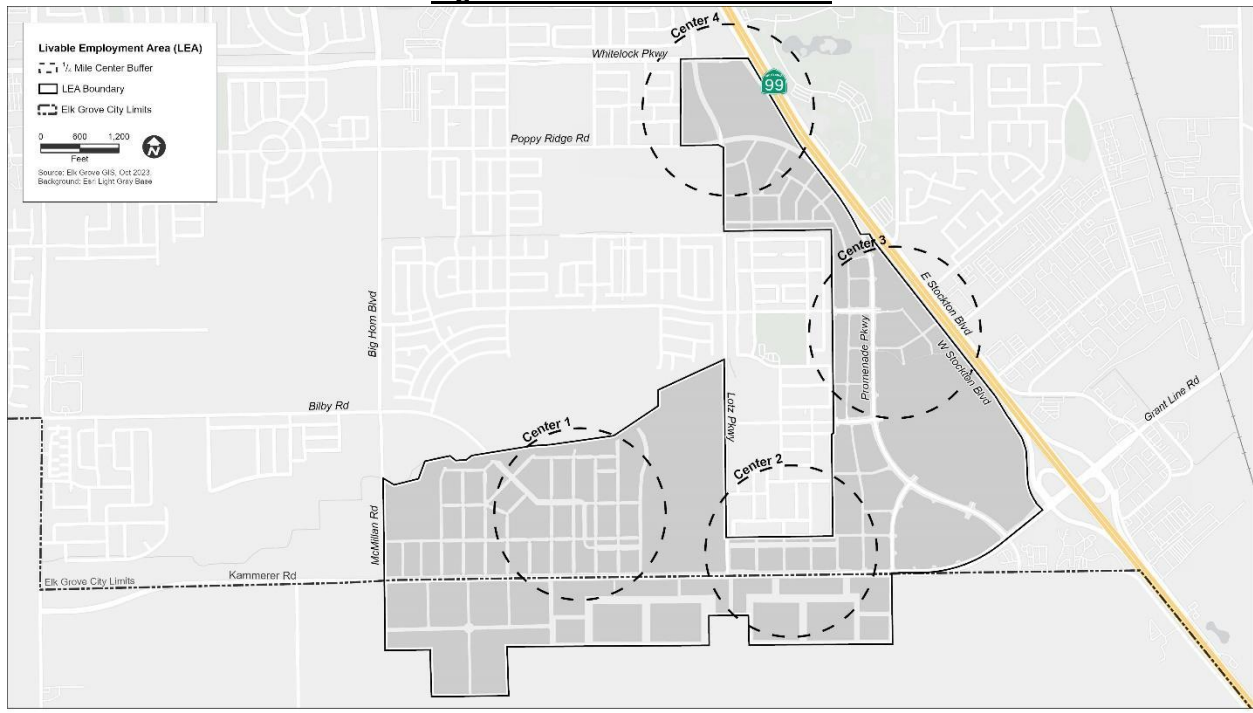 Livable Employment Area (LEA)
1/4 Mile Center Buffer
LEA Boundary
Elk Grove City Limits
0 600 1,200
Feet
N
Source: Elk Grove GIS, Oct 2023
Background: Esri Light Gray Base
Center 4
Whitelock Pkwy
99
Poppy Ridge Rd
Center 3
E Stockton Blvd
Big Horn Blvd
Promenade Pkwy
W Stockton Blvd
Grant Line Rd
Bilby Rd
Lotz Pkwy
Center 1
Center 2
McMillan Rd
Elk Grove City Limits
Kammerer Rd